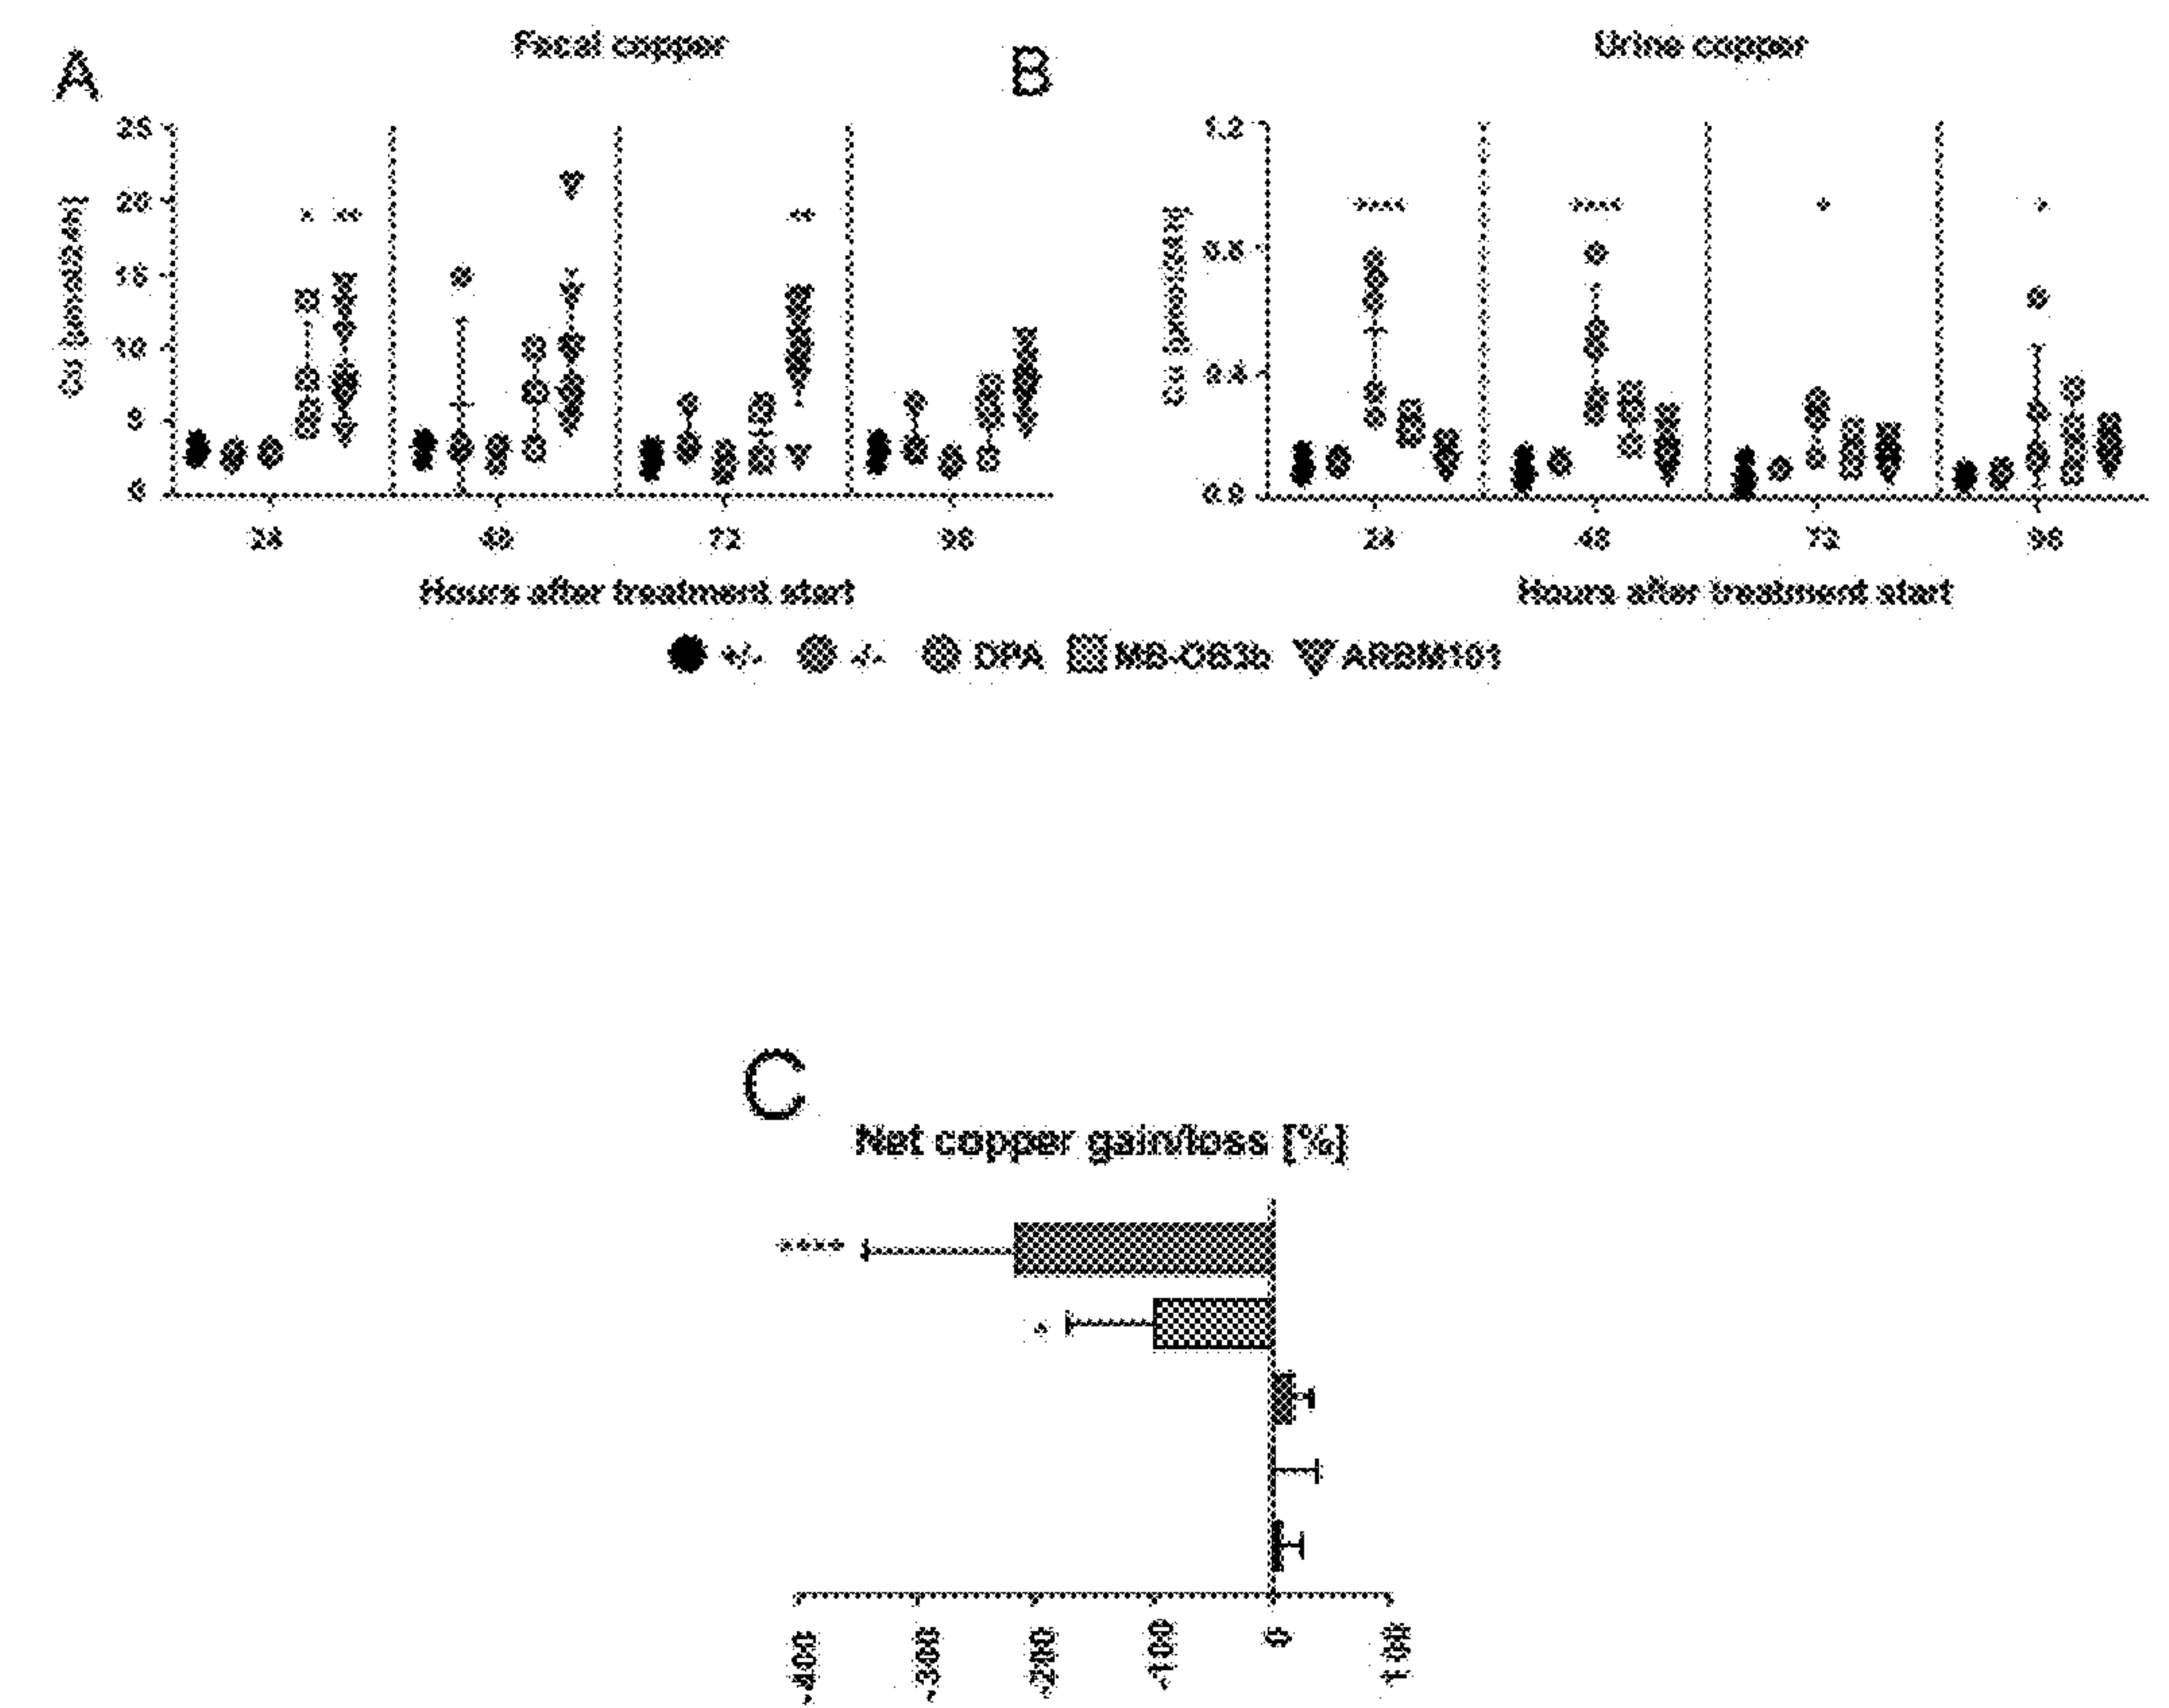 A
Fecal copper
B
Urine copper
25
20
15
10
5
0
1.2
0.8
0.4
0.0
24
48
72
96
24
48
72
96
Hours after treatment start
Hours after treatment start
+/-
-/-
DPA
MB-OB3b
ARBM101
C
Net copper gain/loss [%]
****
*
-400
-300
-200
-100
0
100